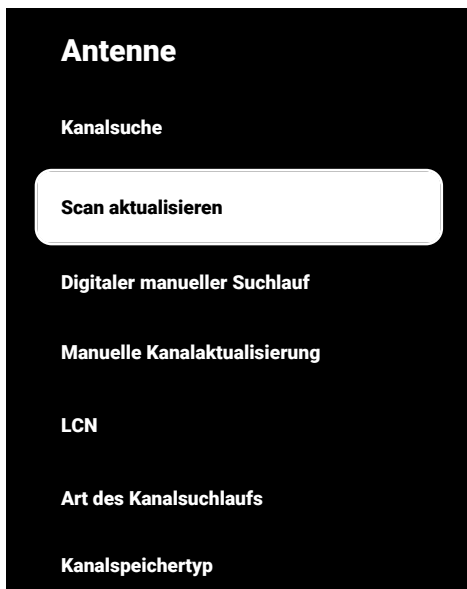 Antenne
Kanalsuche
Scan aktualisieren
Digitaler manueller Suchlauf
Manuelle Kanalaktualisierung
LCN
Art des Kanalsuchlaufs
Kanalspeichertyp